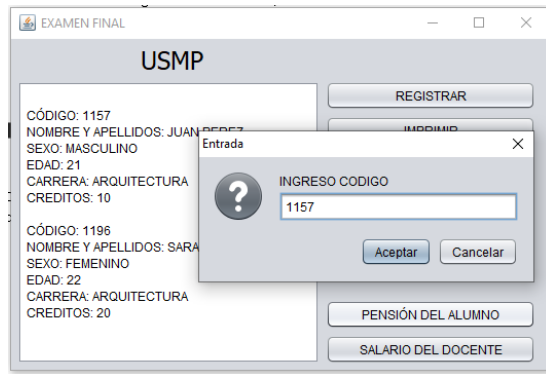 EXAMEN FINAL
USMP
CÓDIGO: 1157
NOMBRE Y APELLIDOS: JUAN PEREZ
SEXO: MASCULINO
EDAD: 21
CARRERA: ARQUITECTURA
CREDITOS: 10
CÓDIGO: 1196
NOMBRE Y APELLIDOS: SARA
SEXO: FEMENINO
EDAD: 22
CARRERA: ARQUITECTURA
CREDITOS: 20
REGISTRAR
IMPRIMIR
Entrada
INGRESO CODIGO
1157
Aceptar
Cancelar
PENSIÓN DEL ALUMNO
SALARIO DEL DOCENTE